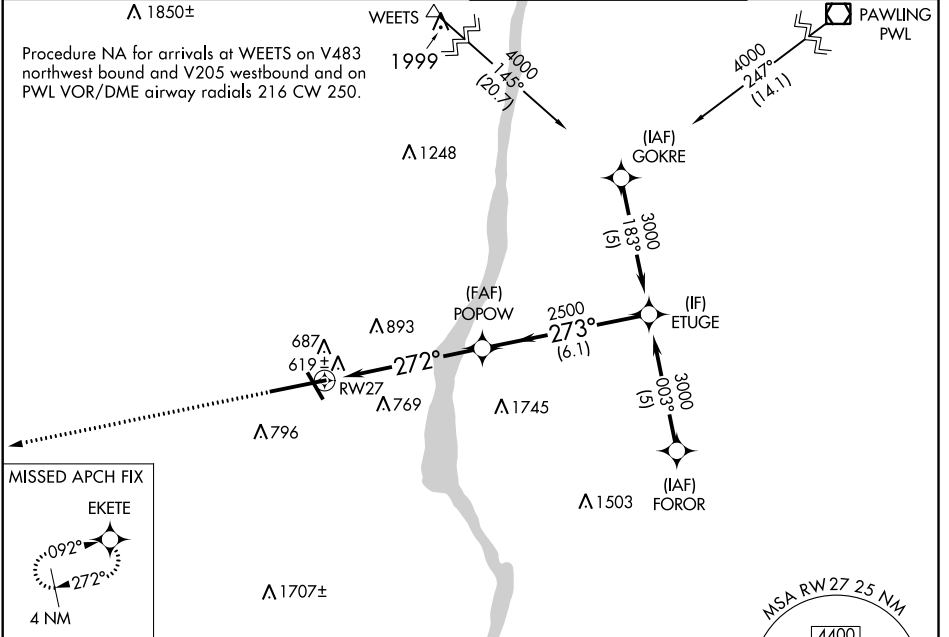 1850±
WEETS
1999
PAWLING
PWL
Procedure NA for arrivals at WEETS on V483
northwest bound and V205 westbound and on
PWL VOR/DME airway radials 216 CW 250.
4000
145°
(20.7)
4000
247°
(14.1)
1248
(IAF)
GOKRE
3000
183°
(5)
(FAF)
POPOW
2500
273°
(6.1)
(IF)
ETUGE
893
687
619±
272°
RW27
769
1745
796
3000
003°
(5)
(IAF)
FOROR
1503
MISSED APCH FIX
EKETE
092°
272°
4 NM
1707±
MSA RW27 25 NM
4400